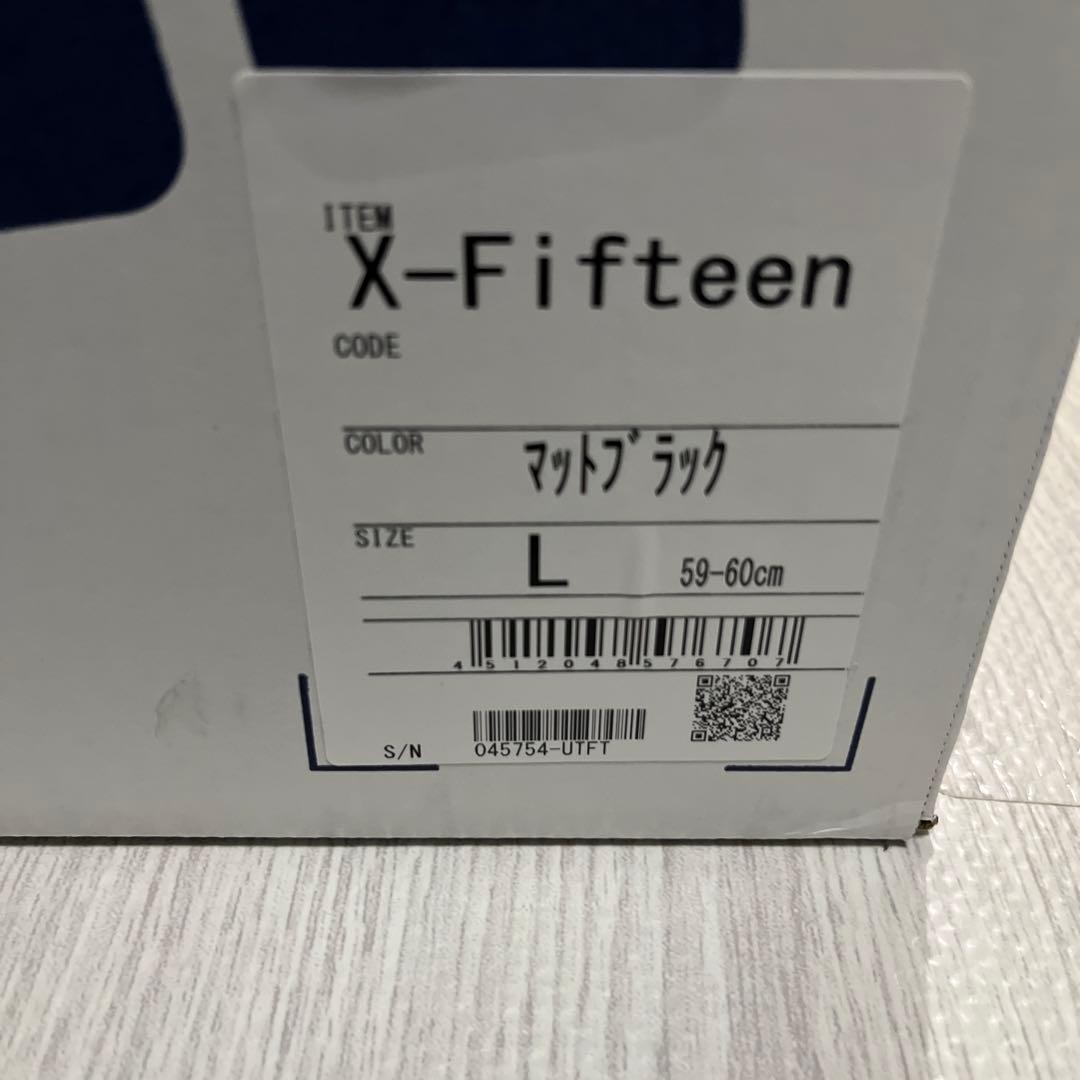 ITEM
X-Fifteen
CODE
COLOR ﾏｯﾄﾌﾞﾗｯｸ
SIZE L 59-60cm
4512048576707
S/N 045754-UTFT